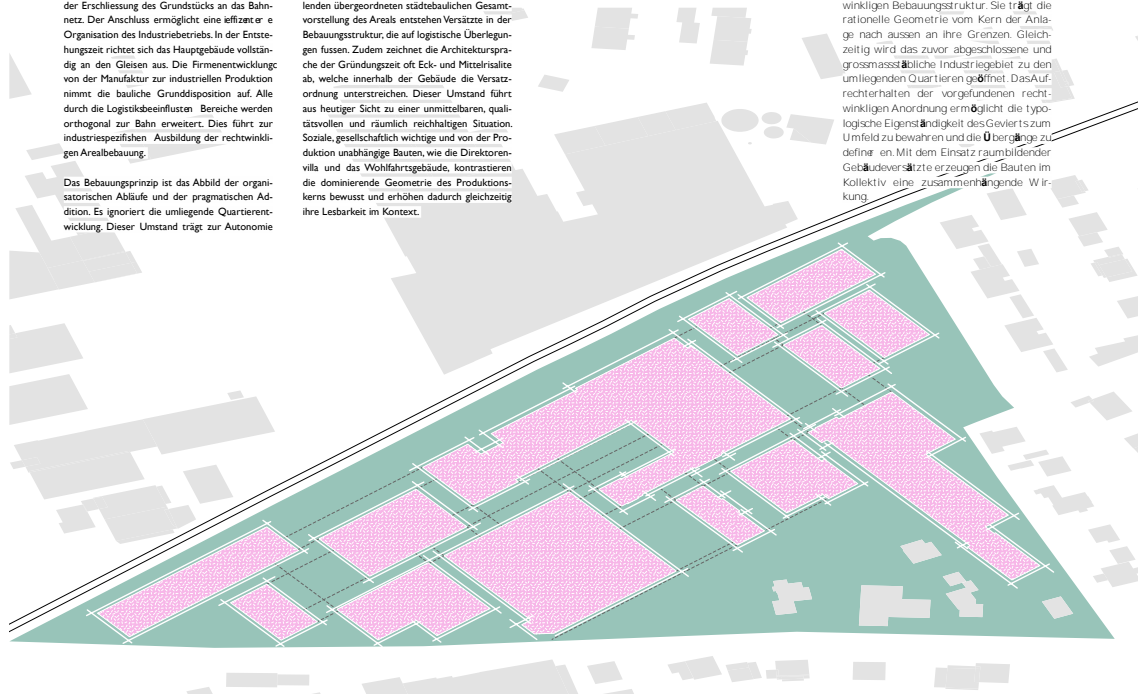 der Erschliessung des Grundstücks an das Bahn-
netz. Der Anschluss ermöglicht eine effizentere
Organisation des Industriebetriebs. In der Entste-
hungszeit richtet sich das Hauptgebäude vollstän-
dig an den Gleisen aus. Die Firmenentwicklungc
von der Manufaktur zur industriellen Produktion
nimmt die bauliche Grunddisposition auf. Alle
durch die Logistiksbeeinflusten Bereiche werden
orthogonal zur Bahn erweitert. Dies führt zur
industriespezifishen Ausbildung der rechtwinkli-
gen Arealbebauung.

Das Bebauungsprinzip ist das Abbild der organi-
satorischen Abläufe und der pragmatischen Ad-
dition. Es ignoriert die umliegende Quartierent-
wicklung. Dieser Umstand trägt zur Autonomie
lenden übergeordneten städtebaulichen Gesamt-
vorstellung des Areals entstehen Versätzte in der
Bebauungsstruktur, die auf logistische Überlegun-
gen fussen. Zudem zeichnet die Architekturspra-
che der Gründungszeit oft Eck- und Mittelrisalite
ab, welche innerhalb der Gebäude die Versatz-
ordnung unterstreichen. Dieser Umstand führt
aus heutiger Sicht zu einer unmittelbaren, quali-
tätsvollen und räumlich reichhaltigen Situation.
Soziale, gesellschaftlich wichtige und von der Pro-
duktion unabhängige Bauten, wie die Direktoren-
villa und das Wohlfahrtsgebäude, kontrastieren
die dominierende Geometrie des Produktions-
kerns bewusst und erhöhen dadurch gleichzeitig
ihre Lesbarkeit im Kontext.
winkligen Bebauungsstruktur. Sie trägt die
rationelle Geometrie vom Kern der Anla-
ge nach aussen an ihre Grenzen. Gleich-
zeitig wird das zuvor abgeschlossene und
grossmassstäbliche Industriegebiet zu den
umliegenden Quartieren geöffnet. DasAuf-
rechterhalten der vorgefundenen recht-
winkligen Anordnung ermöglicht die typo-
logische Eigenständigkeit des Gevierts zum
Umfeld zu bewahren und die Übergänge zu
definer en. Mit dem Einsatz raumbildender
Gebäudeversätzte erzeugen die Bauten im
Kollektiv eine zusammenhängende Wir-
kung.